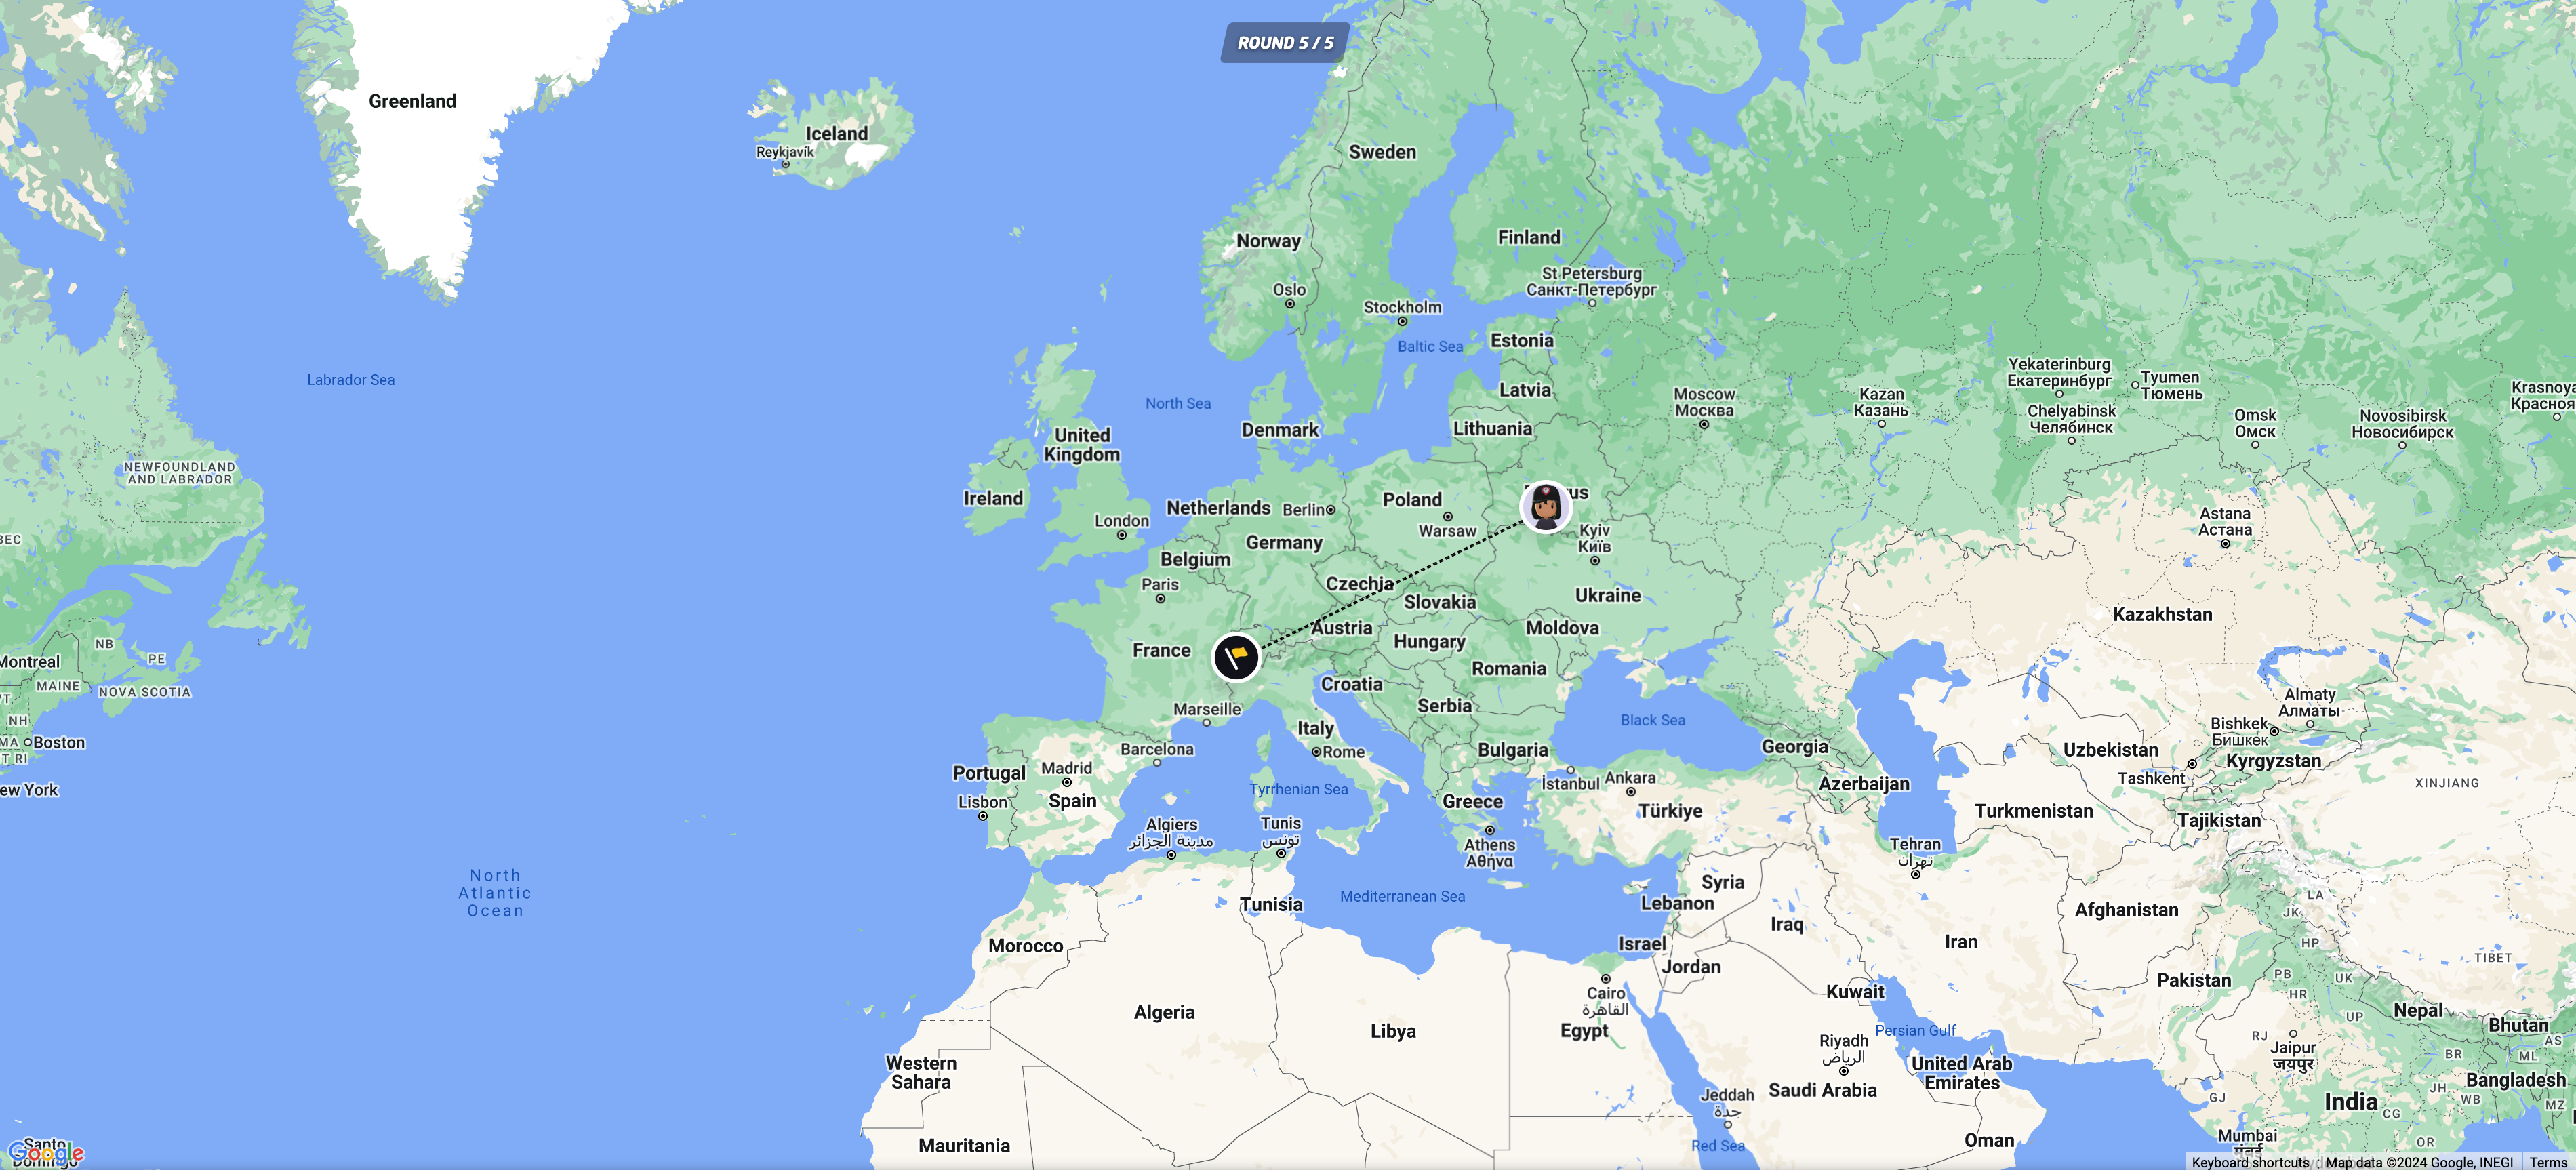 ROUND 5 / 5
Greenland
Iceland
Reykjavík
Sweden
Norway
Finland
St Petersburg
Санкт-Петербург
Oslo
Stockholm
Baltic Sea
Estonia
Labrador Sea
North Sea
Latvia
Moscow
Москва
Kazan
Казань
Yekaterinburg
Екатеринбург
Tyumen
Тюмень
Chelyabinsk
Челябинск
Omsk
Омск
Novosibirsk
Новосибирск
Krasnoya
Краснoя
Denmark
Lithuania
United
Kingdom
NEWFOUNDLAND
AND LABRADOR
Ireland
Netherlands
Berlin
Poland
Warsaw
us
London
Germany
Kyiv
Київ
Astana
Астана
BEC
Belgium
Paris
Czechia
Slovakia
Ukraine
Kazakhstan
Austria
Hungary
Moldova
France
Romania
NB
PE
Montreal
MAINE
NOVA SCOTIA
VT
NH
MA
Boston
T RI
ew York
Croatia
Serbia
Marseille
Italy
Rome
Black Sea
Barcelona
Bulgaria
Georgia
Almaty
Алматы
Bishkek
Бишкек
Uzbekistan
Kyrgyzstan
Tashkent
XINJIANG
Portugal
Madrid
Lisbon
Spain
Tyrrhenian Sea
İstanbul
Ankara
Azerbaijan
Greece
Türkiye
Turkmenistan
Tajikistan
Algiers
مدينة الجزائر
Tunis
تونس
Athens
Αθήνα
Tehran
تهران
North
Atlantic
Ocean
Mediterranean Sea
Syria
Lebanon
Tunisia
Iraq
Afghanistan
LA
JK
Morocco
Israel
Iran
HP
TIBET
Jordan
PB
UK
Pakistan
HR
Kuwait
Cairo
القاهرة
Algeria
Libya
Egypt
Nepal
UP
Bhutan
Persian Gulf
RJ
Jaipur
जयपुर
AS
Riyadh
الرياض
BR
ML
Western
Sahara
United Arab
Emirates
Saudi Arabia
Bangladesh
JH
Jeddah
جدة
GJ
India
WB
CG
MZ
Mauritania
Red Sea
Oman
Mumbai
मुंबई
OR
Santo
Domingo
Google
Keyboard shortcuts
Map data ©2024 Google, INEGI
Terms